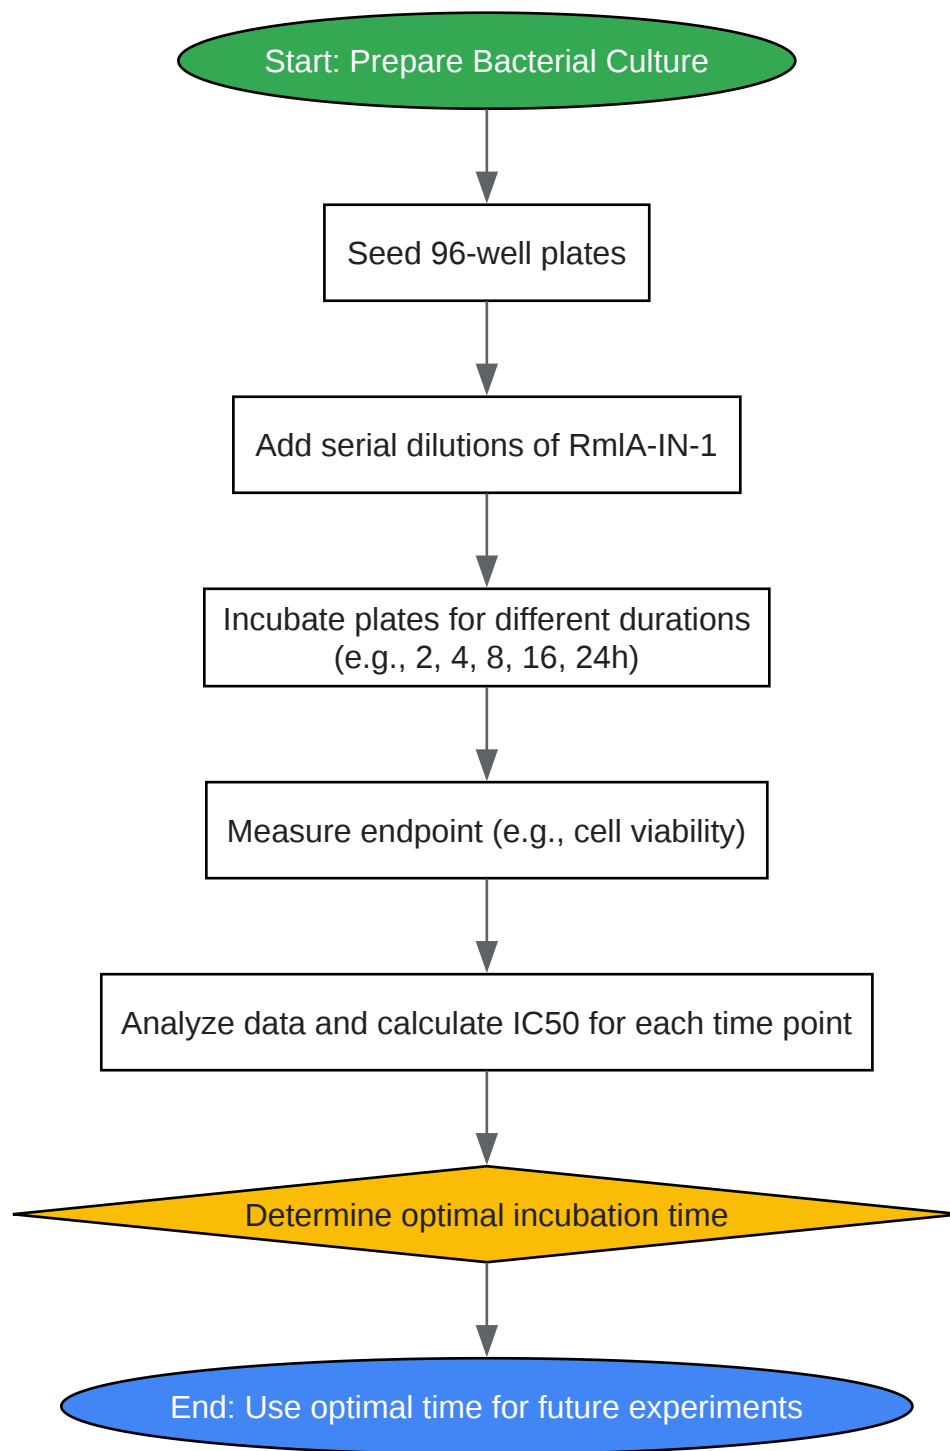 Start: Prepare Bacterial Culture
Seed 96-well plates
Add serial dilutions of RmlA-IN-1
Incubate plates for different durations
(e.g., 2, 4, 8, 16, 24h)
Measure endpoint (e.g., cell viability)
Analyze data and calculate IC50 for each time point
Determine optimal incubation time
End: Use optimal time for future experiments